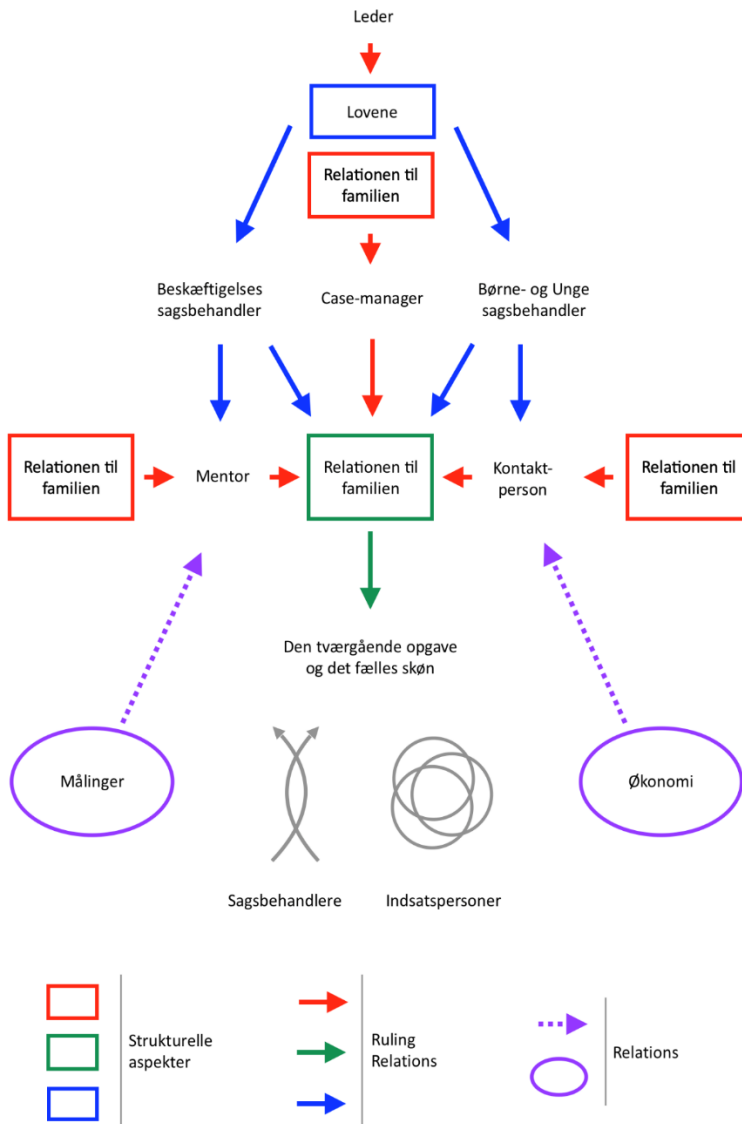 Leder
Lovene
Relationen til
familien
Beskæftigelses
sagsbehandler
Case-manager
Børne- og Unge
sagsbehandler
Relationen til
familien
Mentor
Relationen til
familien
Kontakt-
person
Relationen til
familien
Den tværgående opgave
og det fælles skøn
Målinger
Økonomi
Sagsbehandlere
Indsatspersoner
Strukturelle
aspekter
Ruling
Relations
Relations